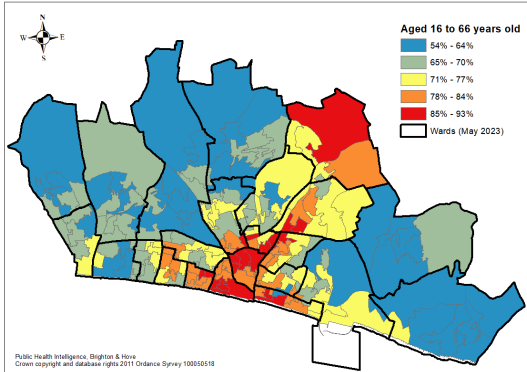 N
W
E
S
Aged 16 to 66 years old
54% - 64%
65% - 70%
71% - 77%
78% - 84%
85% - 93%
Wards (May 2023)
Public Health Intelligence, Brighton & Hove
Crown copyright and database rights 2011 Ordance Syrvey 100050518